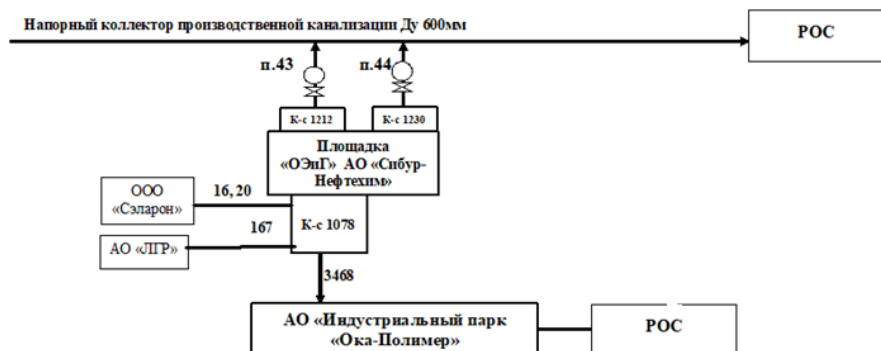 Напорный коллектор производственной канализации Ду 600мм
РОС
п.43
п.44
К-с 1212
К-с 1230
Площадка
«ОЭиГ» АО «Сибур-
Нефтехим»
ООО
«Сэларон»
16, 20
К-с 1078
167
АО «ЛГР»
3468
АО «Индустриальный парк
«Ока-Полимер»
РОС